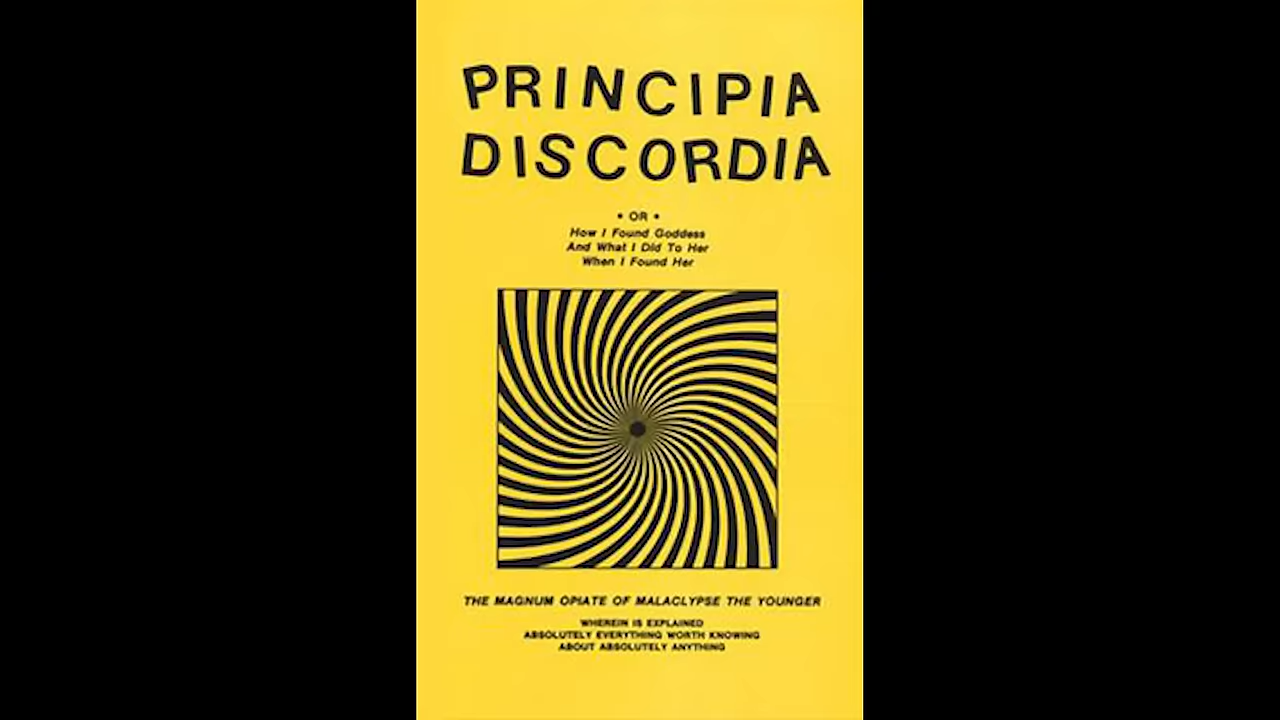 PRINCIPIA
DISCORDIA
• OR •
How I Found Goddess
And What I Did To Her
When I Found Her
THE MAGNUM OPIATE OF MALACLYPSE THE YOUNGER
WHEREIN IS EXPLAINED
ABSOLUTELY EVERYTHING WORTH KNOWING
ABOUT ABSOLUTELY ANYTHING